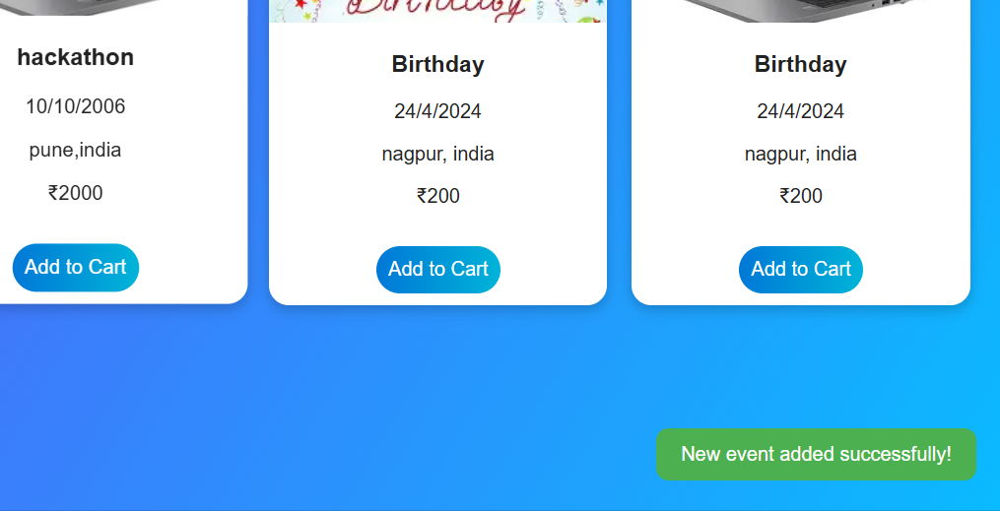 Birthday
hackathon
10/10/2006
pune,india
₹2000
Add to Cart
Birthday
24/4/2024
nagpur, india
₹200
Add to Cart
Birthday
24/4/2024
nagpur, india
₹200
Add to Cart
New event added successfully!